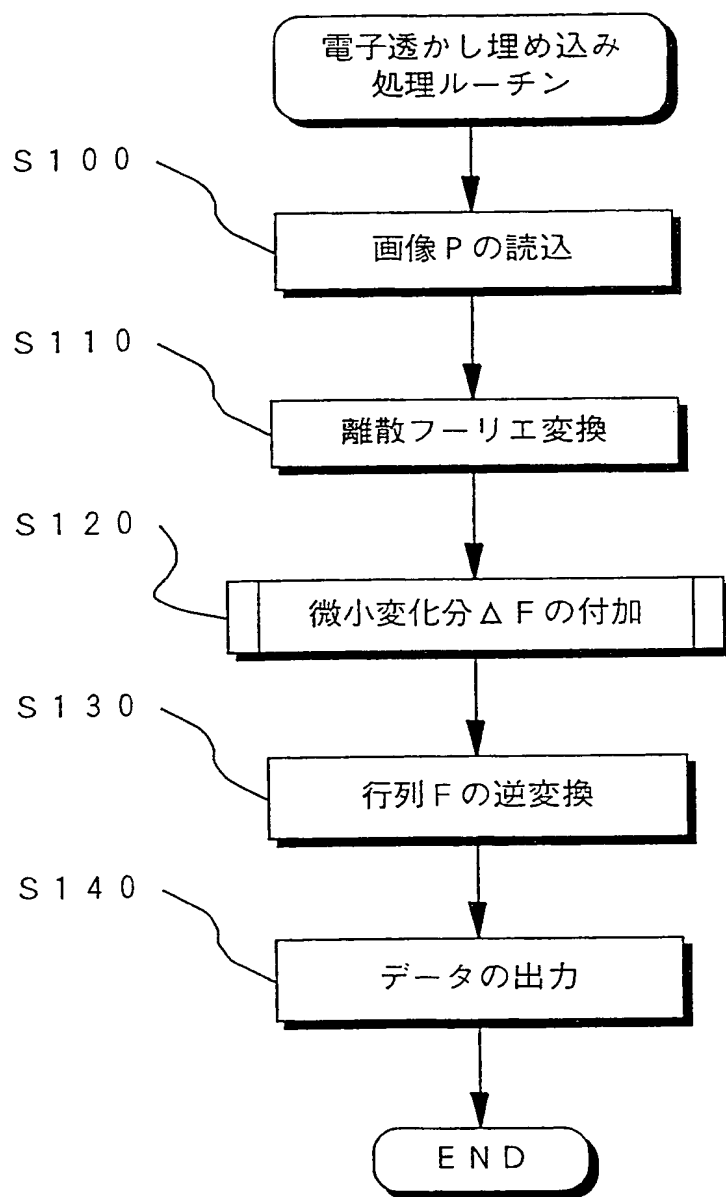 電子透かし埋め込み
処理ルーチン
S100
画像Pの読込
S110
離散フーリエ変換
S120
微小変化分ΔFの付加
S130
行列Fの逆変換
S140
データの出力
END